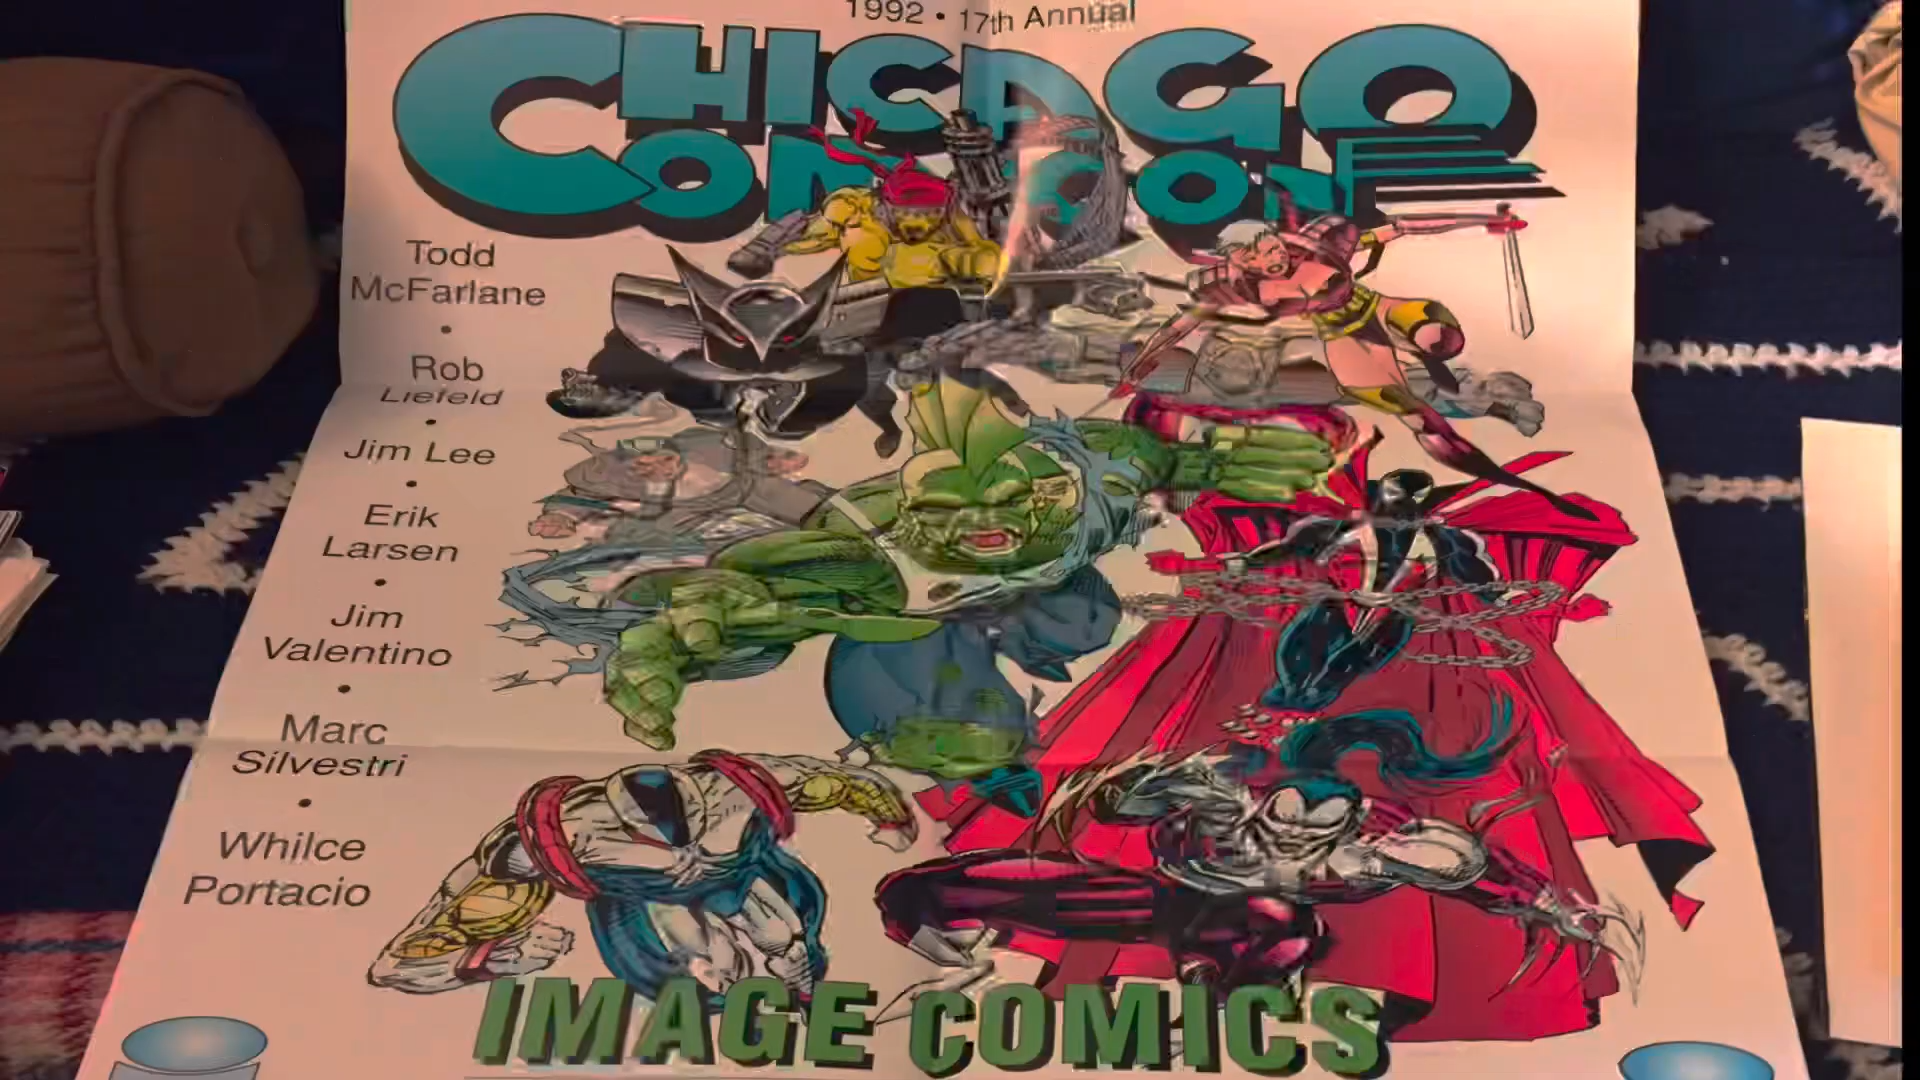 1992 • 17th Annual
CHICAGO
COMICON
Todd
McFarlane
•
Rob
Liefeld
•
Jim Lee
•
Erik
Larsen
•
Jim
Valentino
•
Marc
Silvestri
•
Whilce
Portacio
IMAGE COMICS